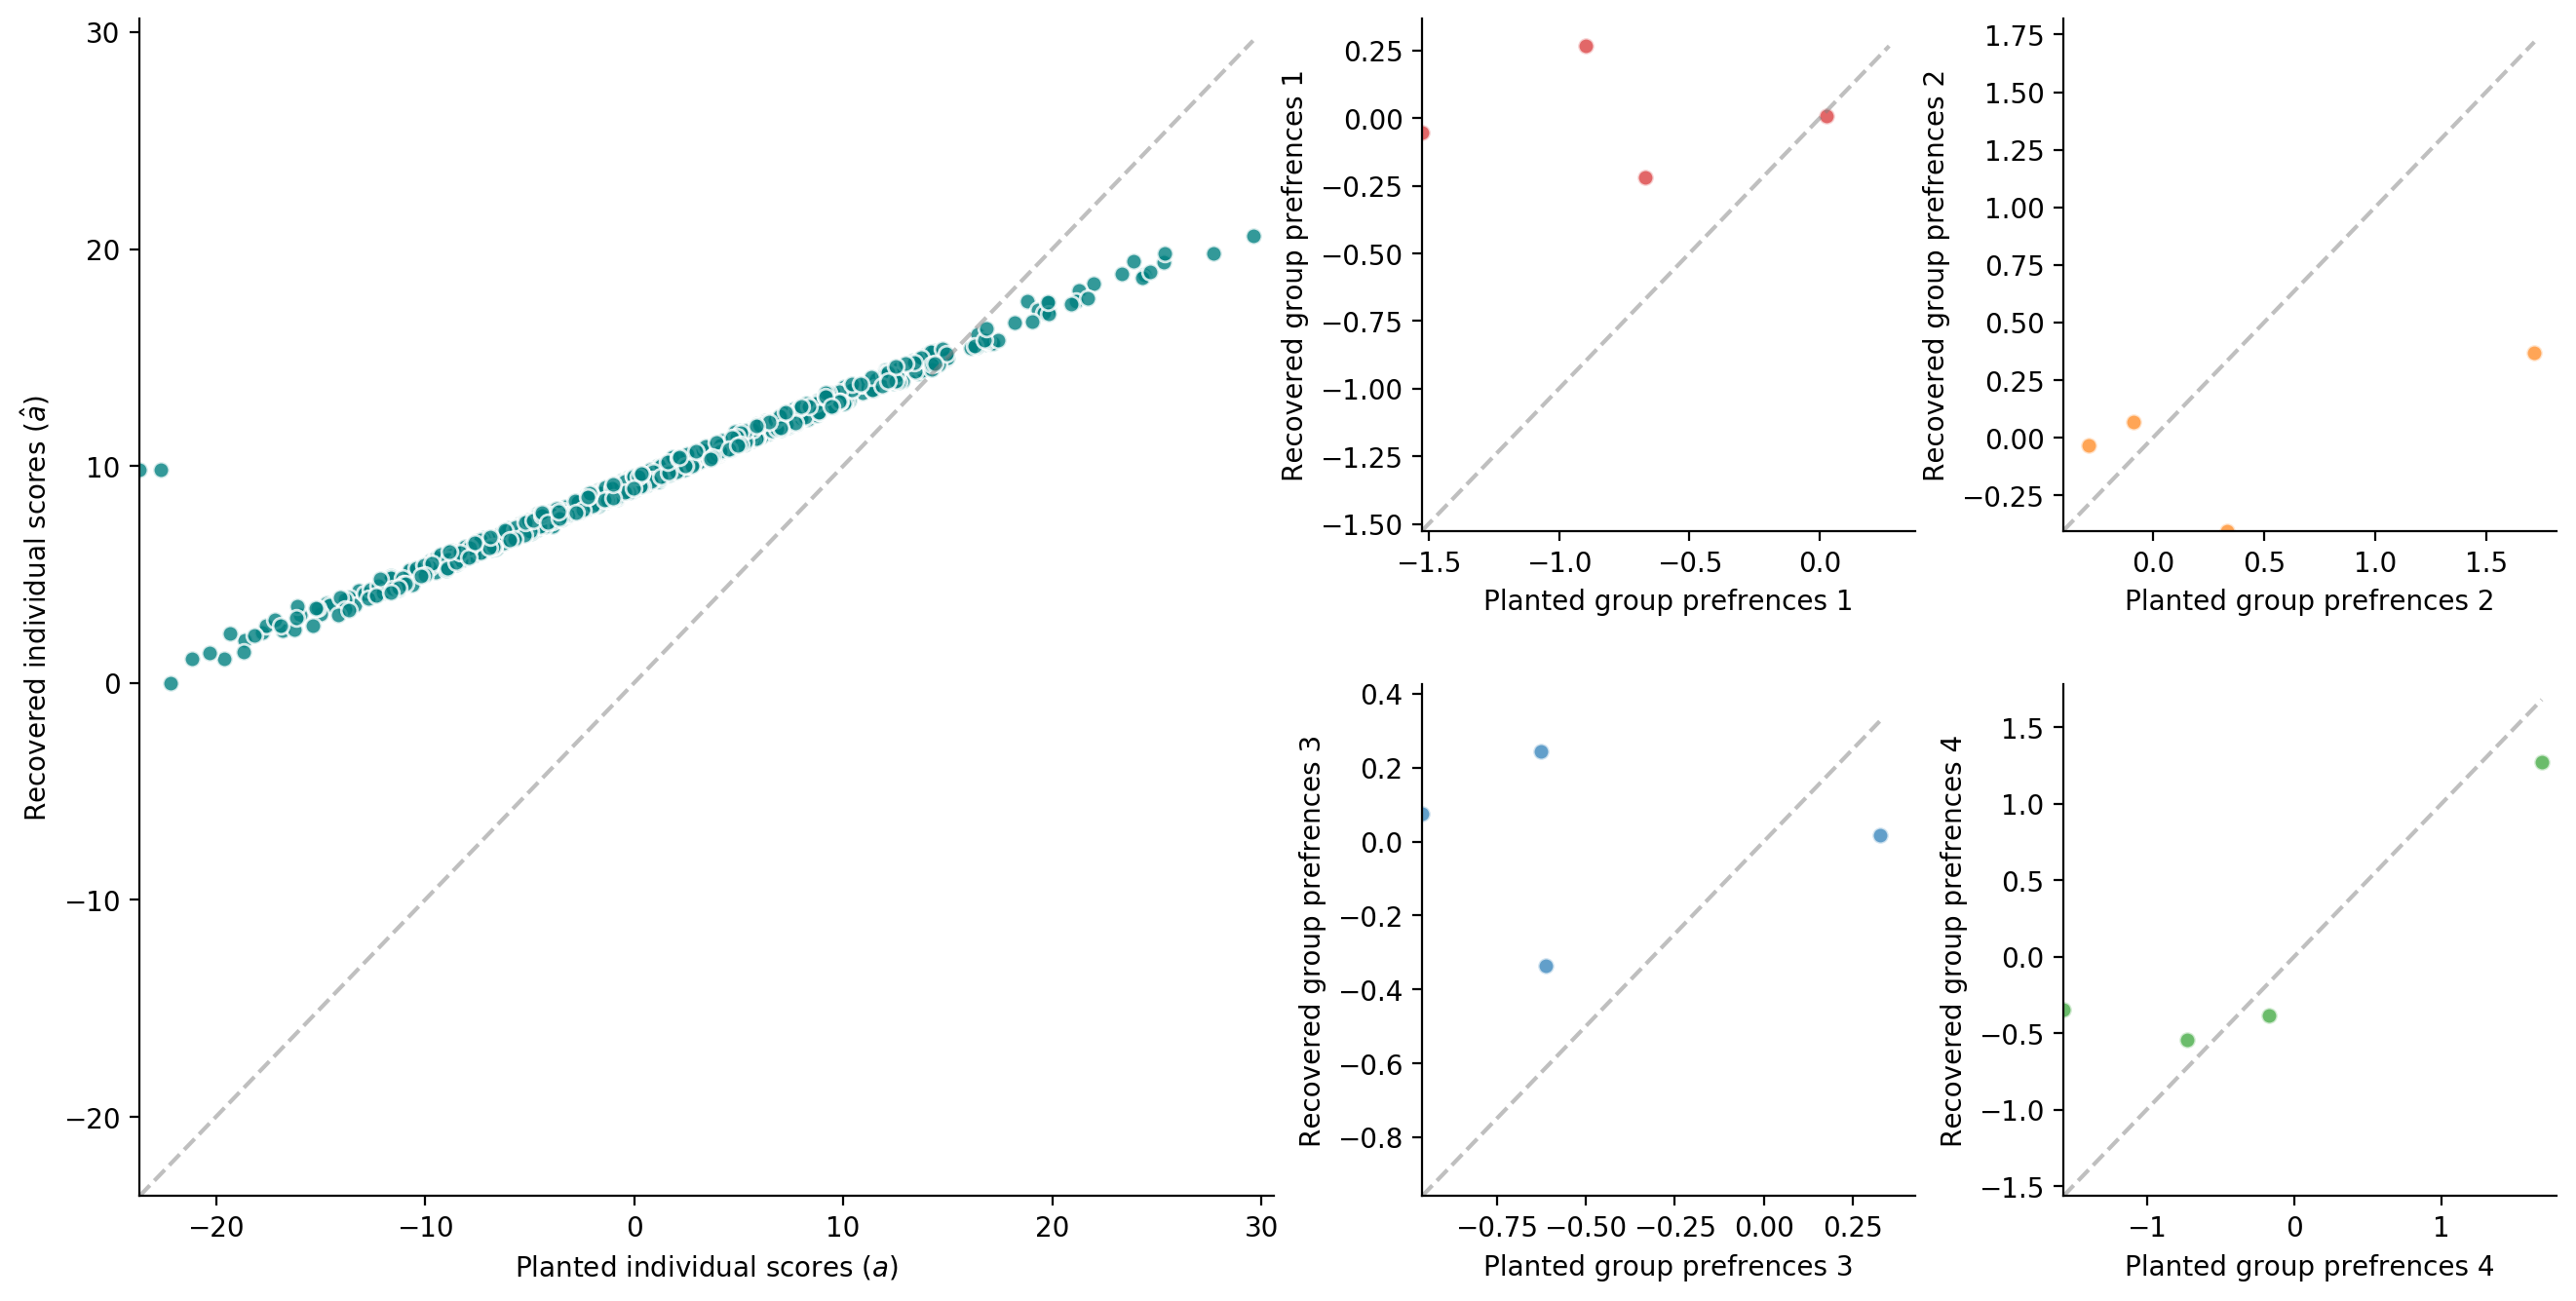 30
20
10
0
−10
−20
Recovered individual scores (â)
−20 −10 0 10 20 30
Planted individual scores (a)
0.25
0.00
−0.25
−0.50
−0.75
−1.00
−1.25
−1.50
Recovered group prefrences 1
−1.5 −1.0 −0.5 0.0
Planted group prefrences 1
1.75
1.50
1.25
1.00
0.75
0.50
0.25
0.00
−0.25
Recovered group prefrences 2
0.0 0.5 1.0 1.5
Planted group prefrences 2
0.4
0.2
0.0
−0.2
−0.4
−0.6
−0.8
Recovered group prefrences 3
−0.75 −0.50 −0.25 0.00 0.25
Planted group prefrences 3
1.5
1.0
0.5
0.0
−0.5
−1.0
−1.5
Recovered group prefrences 4
−1 0 1
Planted group prefrences 4